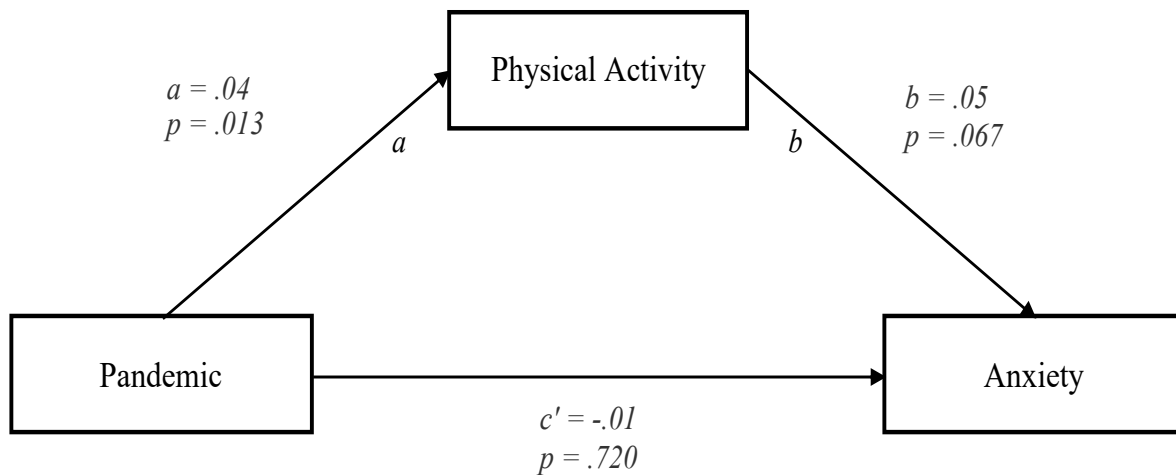 Physical Activity
a = .04
p = .013
b = .05
p = .067
a
b
Pandemic
Anxiety
c' = -.01
p = .720